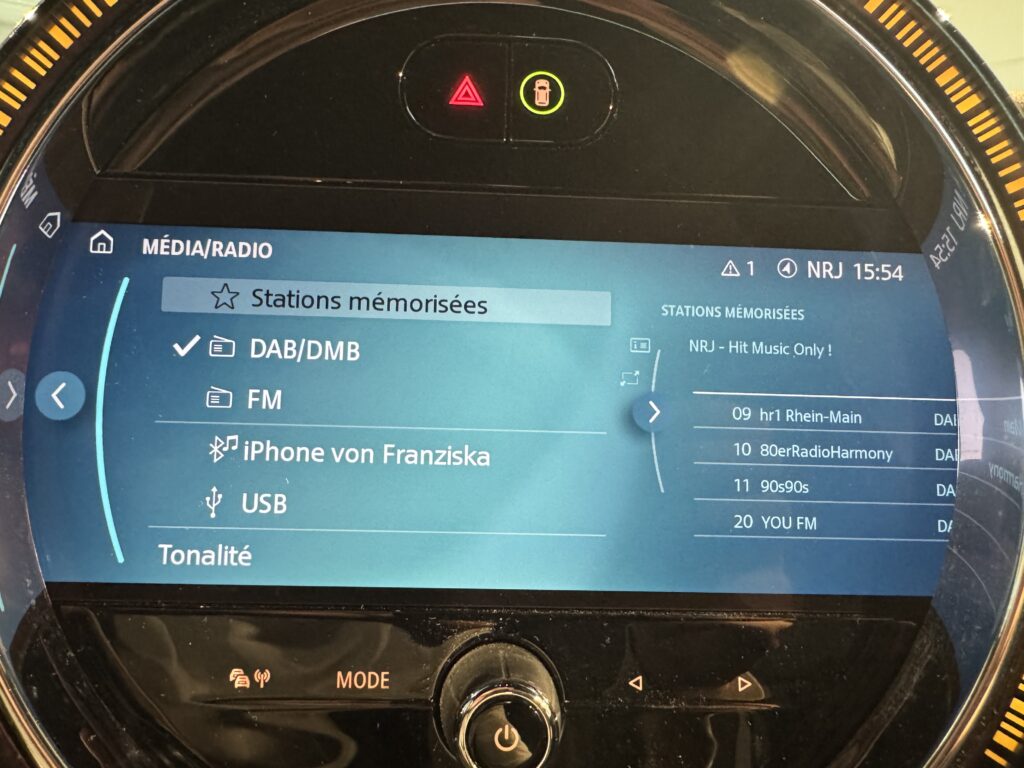 MÉDIA/RADIO
1 NRJ 15:54
Stations mémorisées
DAB/DMB
FM
iPhone von Franziska
USB
Tonalité
STATIONS MÉMORISÉES
NRJ - Hit Music Only !
09 hr1 Rhein-Main
10 80erRadioHarmony
11 90s90s
20 YOU FM
MODE